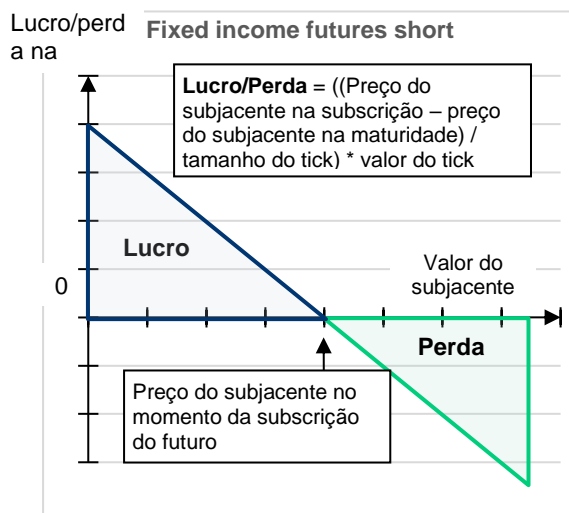 Lucro/perd
a na
Fixed income futures short
Lucro/Perda = ((Preço do
subjacente na subscrição – preço
do subjacente na maturidade) /
tamanho do tick) * valor do tick
Lucro
0
Valor do
subjacente
Perda
Preço do subjacente no
momento da subscrição
do futuro